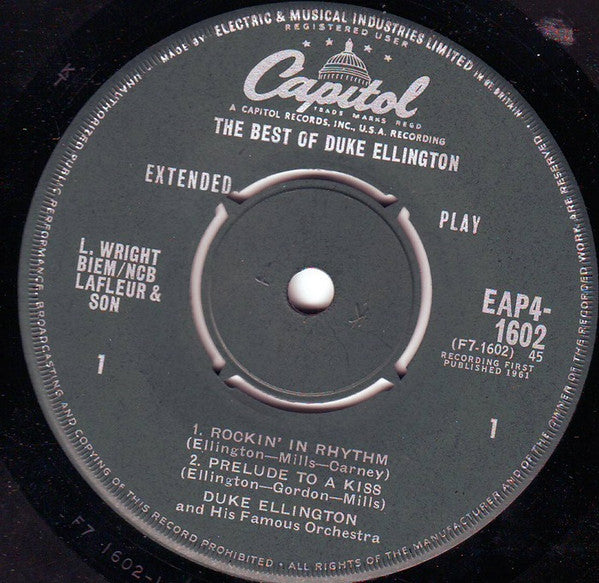 MADE BY ELECTRIC & MUSICAL INDUSTRIES LIMITED IN GT. BRITAIN
REGISTERED USER
Capitol
TRADE MARKS REGD
A CAPITOL RECORDS, INC., U.S.A. RECORDING
THE BEST OF DUKE ELLINGTON
EXTENDED
PLAY
L. WRIGHT
BIEM/NCB
LAFLEUR &
SON
EAP4-
1602
(F7-1602) 45
RECORDING FIRST
PUBLISHED 1961
1
1
1. ROCKIN' IN RHYTHM
(Ellington—Mills—Carney)
2. PRELUDE TO A KISS
(Ellington—Gordon—Mills)
DUKE ELLINGTON
and His Famous Orchestra
ALL RIGHTS OF THE MANUFACTURER AND OF THE OWNER OF THE RECORDED WORK ARE RESERVED. UNAUTHORIZED PUBLIC PERFORMANCE, BROADCASTING AND COPYING OF THIS RECORD PROHIBITED •
F7 1602-